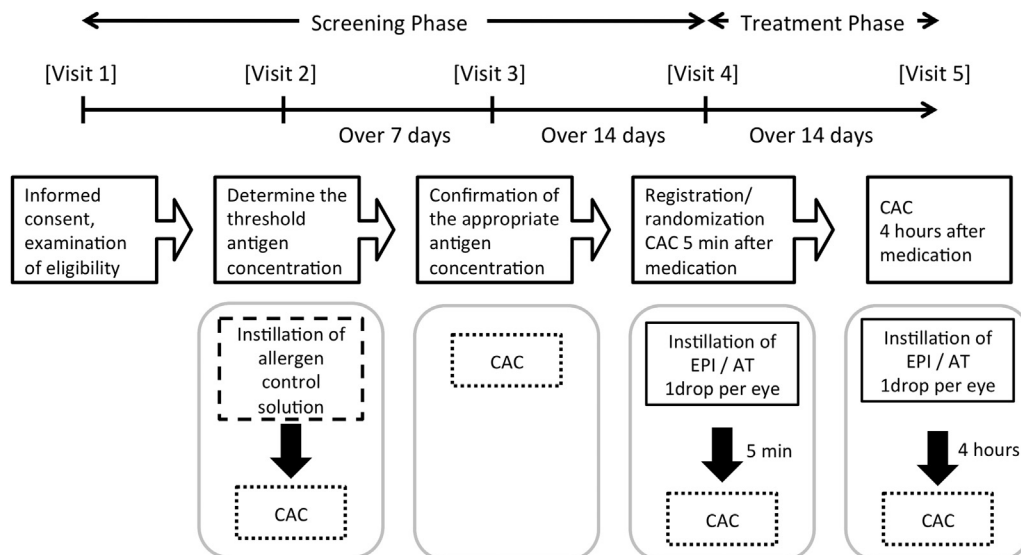 Screening Phase
Treatment Phase
[Visit 1]
[Visit 2]
[Visit 3]
[Visit 4]
[Visit 5]
Over 7 days
Over 14 days
Over 14 days
Informed
consent,
examination
of eligibility
Determine the
threshold
antigen
concentration
Confirmation of
the appropriate
antigen
concentration
Registration/
randomization
CAC 5 min after
medication
CAC
4 hours after
medication
Instillation of
allergen
control
solution
CAC
CAC
Instillation of
EPI / AT
1drop per eye
5 min
CAC
Instillation of
EPI / AT
1drop per eye
4 hours
CAC